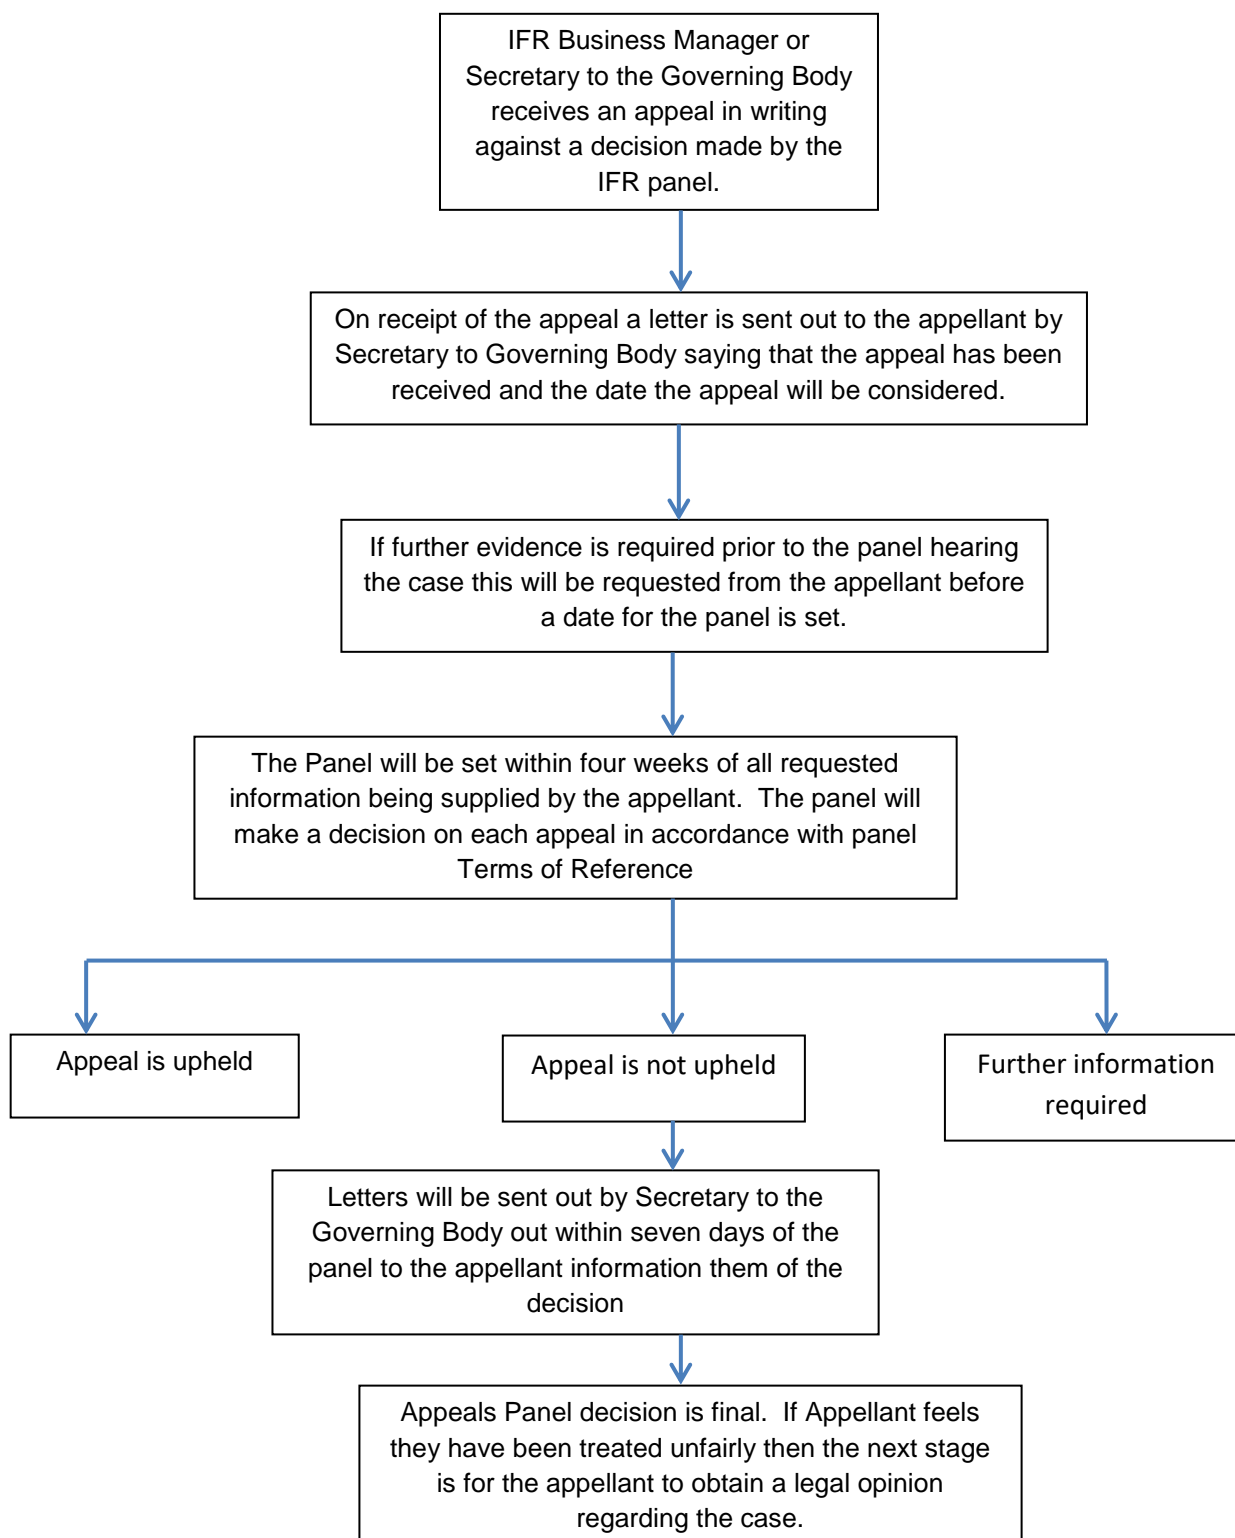 IFR Business Manager or
Secretary to the Governing Body
receives an appeal in writing
against a decision made by the
IFR panel.
On receipt of the appeal a letter is sent out to the appellant by
Secretary to Governing Body saying that the appeal has been
received and the date the appeal will be considered.
If further evidence is required prior to the panel hearing
the case this will be requested from the appellant before
a date for the panel is set.
The Panel will be set within four weeks of all requested
information being supplied by the appellant.  The panel will
make a decision on each appeal in accordance with panel
Terms of Reference
Appeal is upheld
Appeal is not upheld
Further information
required
Letters will be sent out by Secretary to the
Governing Body out within seven days of the
panel to the appellant information them of the
decision
Appeals Panel decision is final.  If Appellant feels
they have been treated unfairly then the next stage
is for the appellant to obtain a legal opinion
regarding the case.